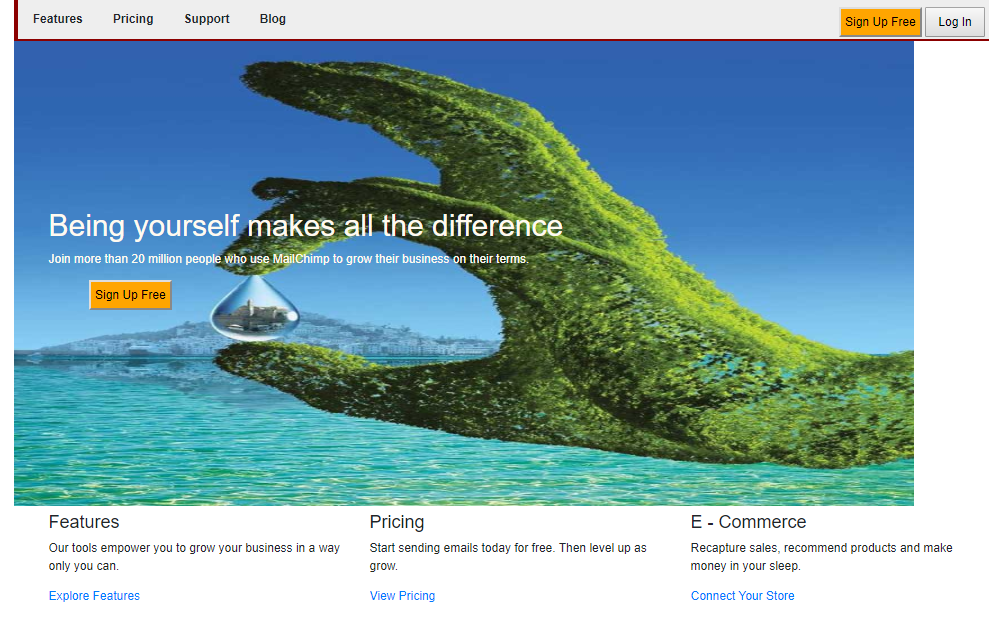 Features Pricing Support Blog Sign Up Free Log In
Being yourself makes all the difference
Join more than 20 million people who use MailChimp to grow their business on their terms.
Sign Up Free
Features
Our tools empower you to grow your business in a way
only you can.
Explore Features
Pricing
Start sending emails today for free. Then level up as
grow.
View Pricing
E - Commerce
Recapture sales, recommend products and make
money in your sleep.
Connect Your Store